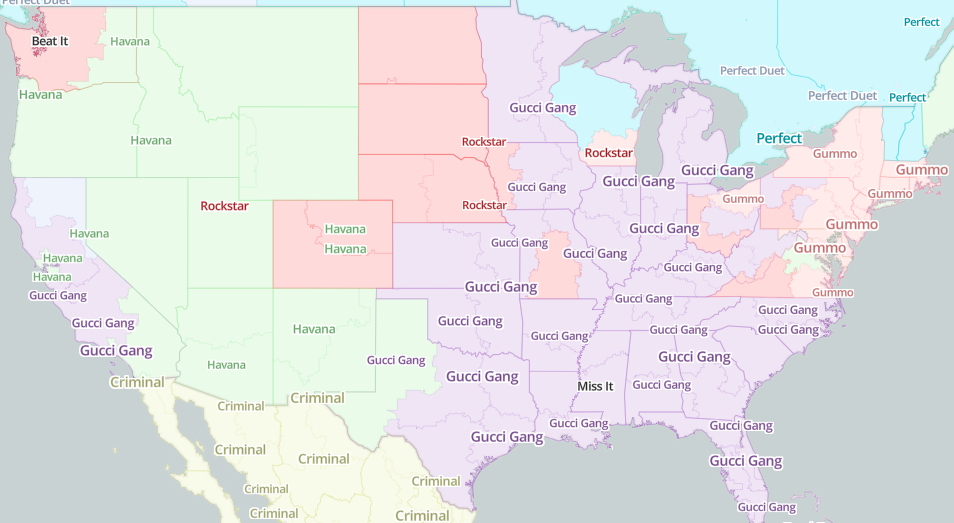 Perfect Duet
Perfect
Beat It
Havana
Perfect Duet
Havana
Perfect Duet
Perfect
Gucci Gang
Havana
Rockstar
Perfect
Rockstar
Gummo
Gucci Gang
Gucci Gang
Gummo
Gucci Gang
Gummo
Gummo
Rockstar
Rockstar
Gucci Gang
Gummo
Havana
Havana
Gucci Gang
Gummo
Havana
Gucci Gang
Havana
Gucci Gang
Havana
Gucci Gang
Gucci Gang
Gummo
Gucci Gang
Gucci Gang
Gucci Gang
Gucci Gang
Gucci Gang
Havana
Gucci Gang
Gucci Gang
Gucci Gang
Gucci Gang
Gucci Gang
Gucci Gang
Havana
Gucci Gang
Criminal
Miss It
Gucci Gang
Criminal
Criminal
Gucci Gang
Gucci Gang
Gucci Gang
Criminal
Criminal
Gucci Gang
Criminal
Criminal
Gucci Gang
Criminal
Criminal